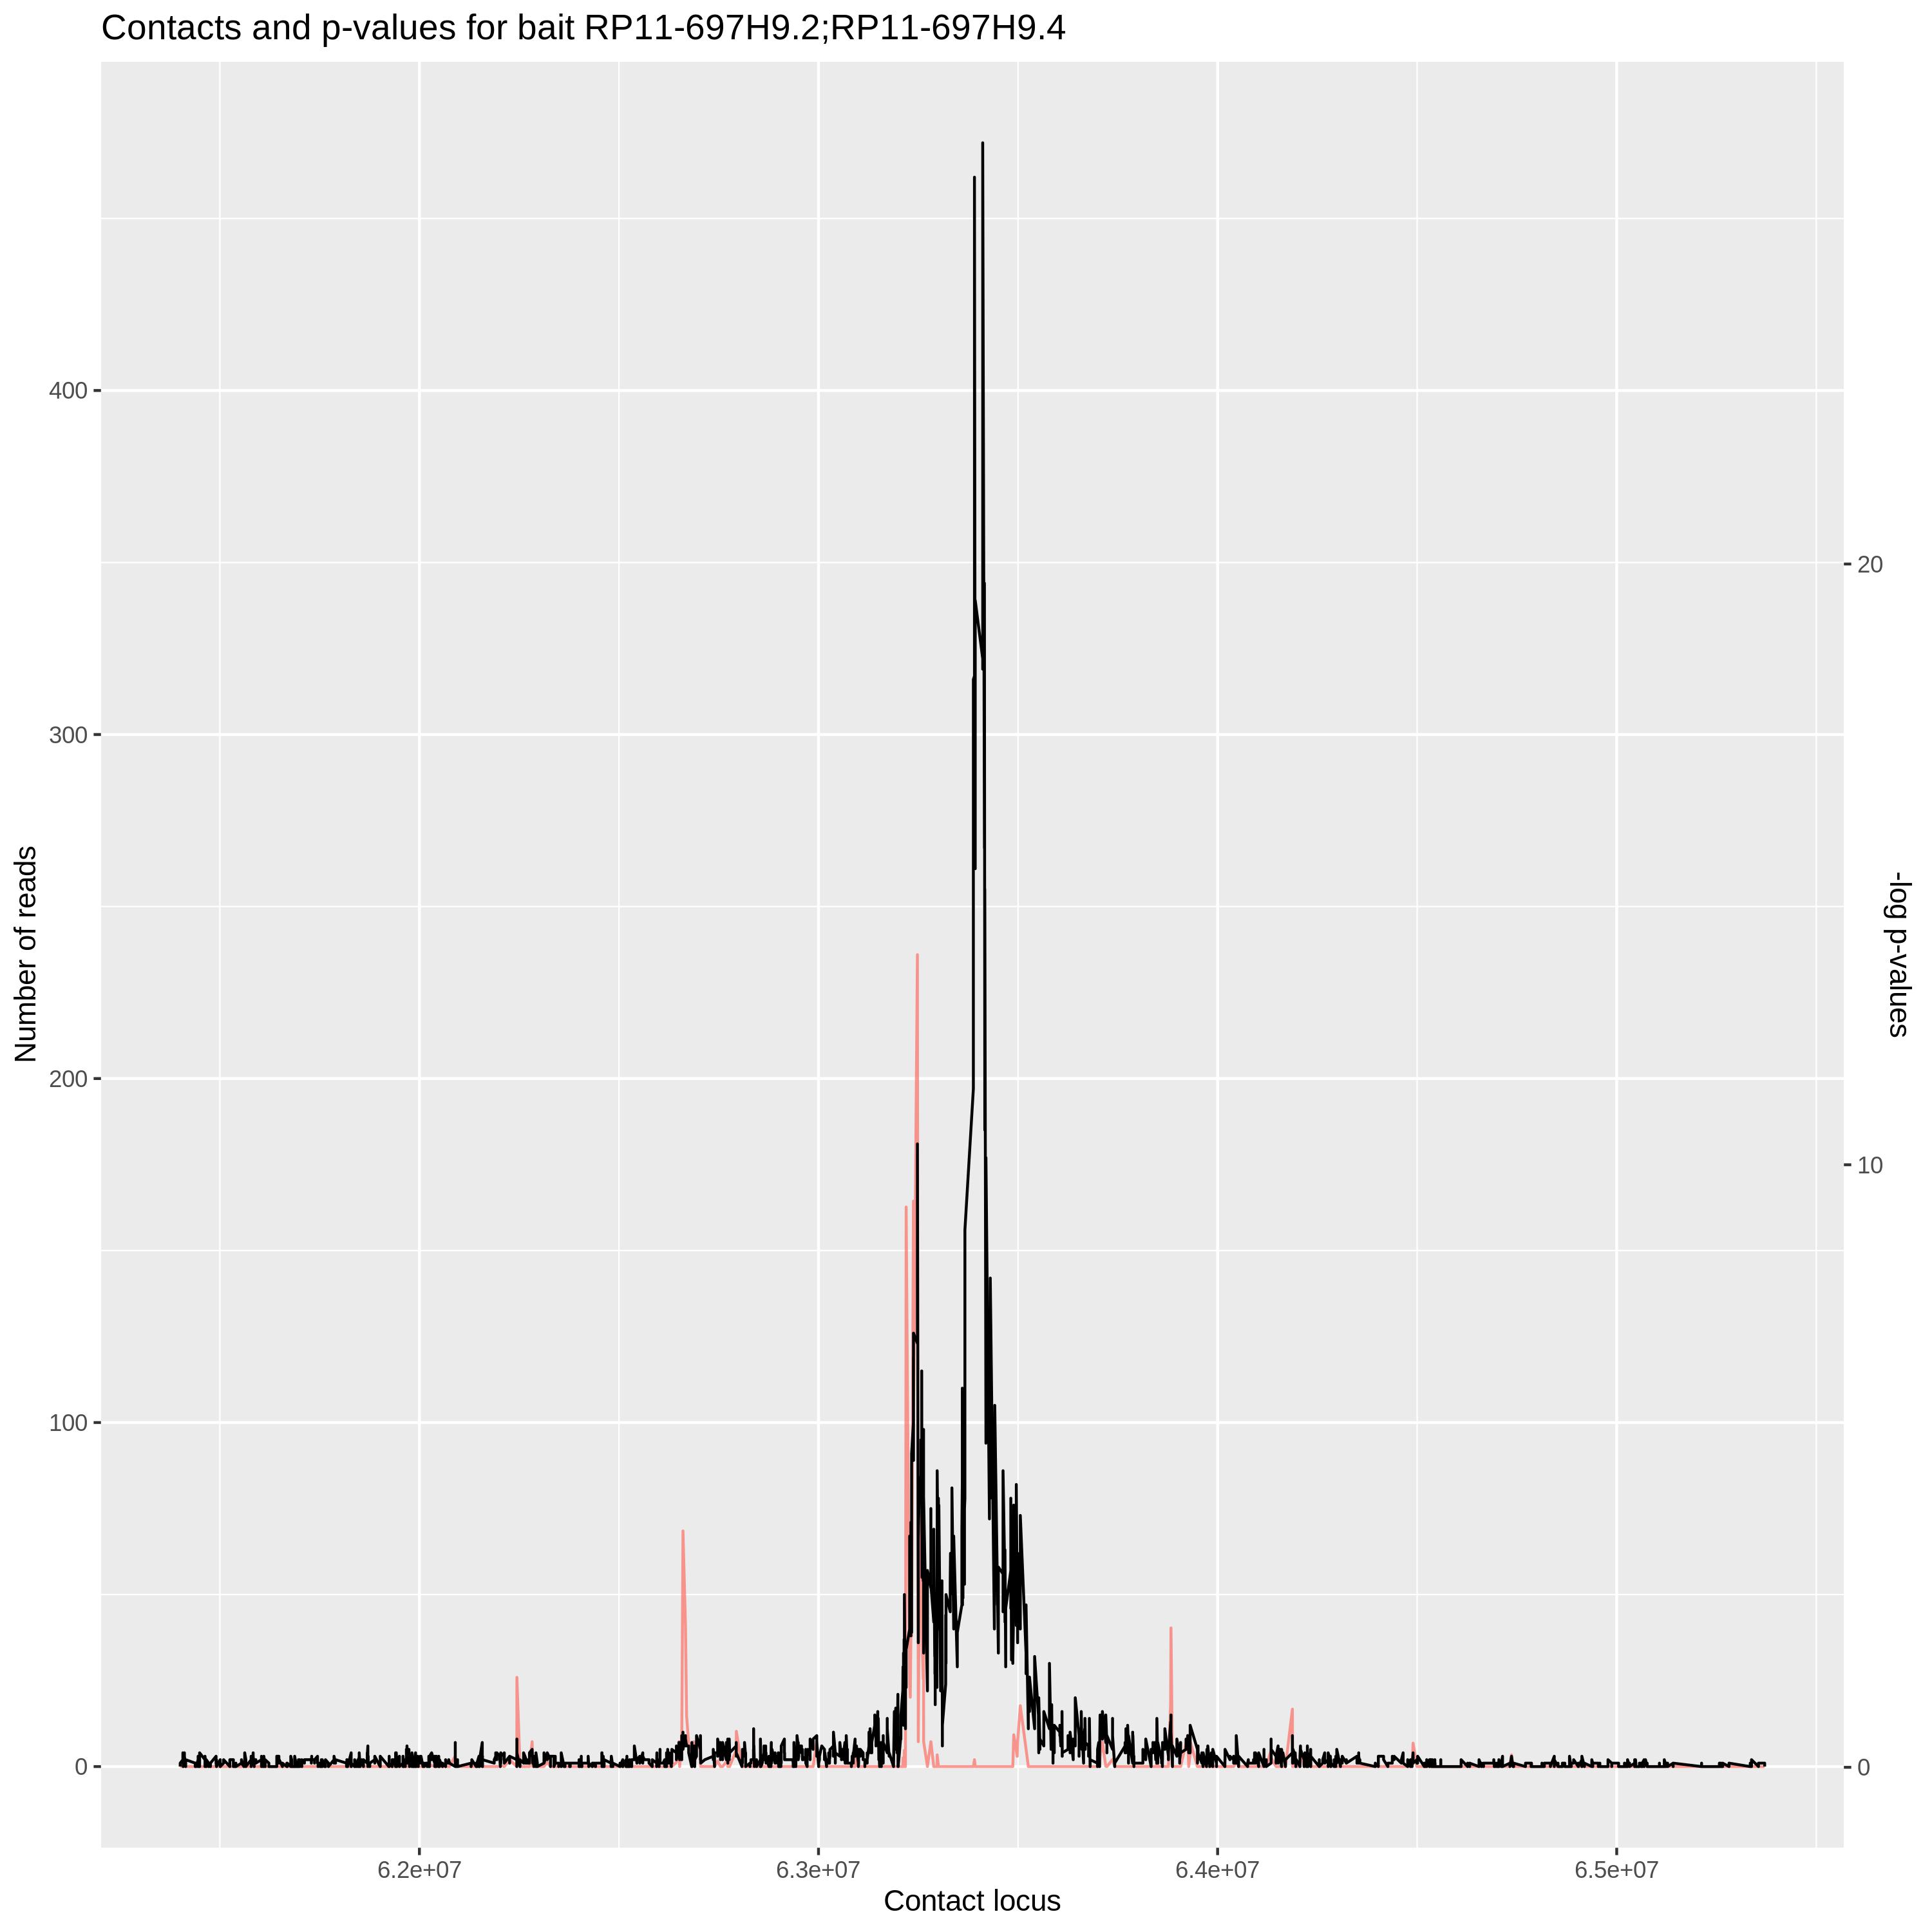 Contacts and p-values for bait RP11-697H9.2;RP11-697H9.4
Number of reads
400
300
200
100
0
20
10
0
-log p-values
6.2e+07 6.3e+07 6.4e+07 6.5e+07
Contact locus